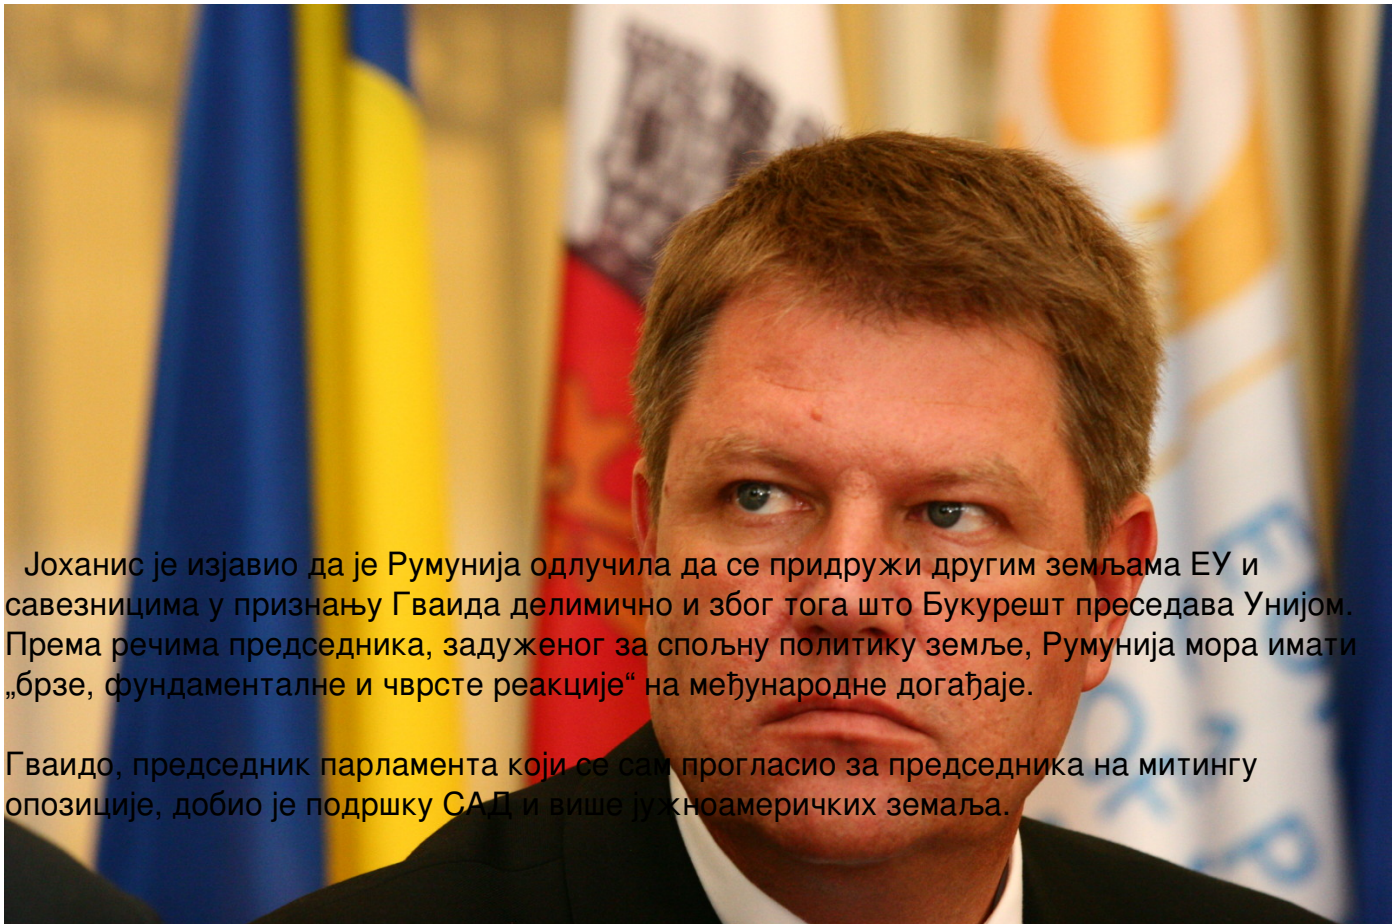 Јоханис је изјавио да је Румунија одлучила да се придружи другим земљама ЕУ и
савезницима у признању Гваида делимично и због тога што Букурешт преседава Унијом.
Према речима председника, задуженог за спољну политику земље, Румунија мора имати
„брзе, фундаменталне и чврсте реакције“ на међународне догађаје.
Гваидо, председник парламента који се сам прогласио за председника на митингу
опозиције, добио је подршку САД и више јужноамеричких земаља.